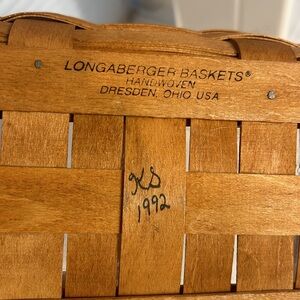 LONGABERGER BASKETS®
HANDWOVEN
DRESDEN, OHIO USA
KS
1992